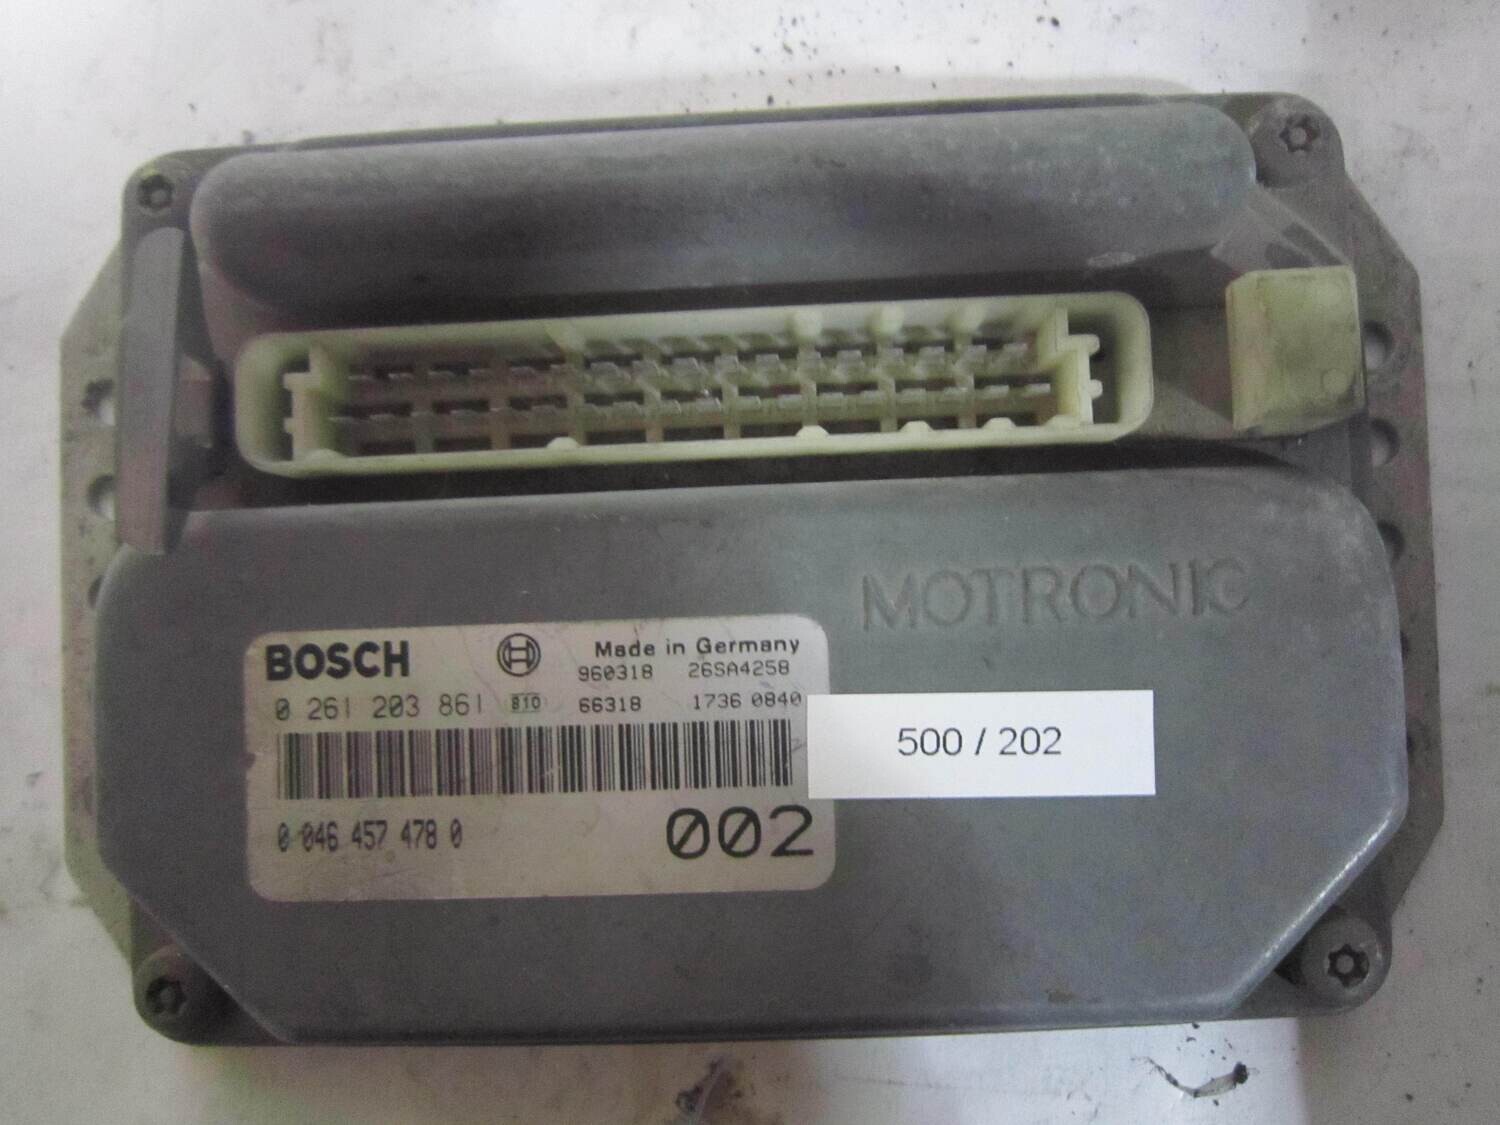 MOTRONIC
BOSCH Made in Germany
960318 26SA4258
0 261 203 861 810 66318 1736 0840
500 / 202
0 046 457 478 0 002